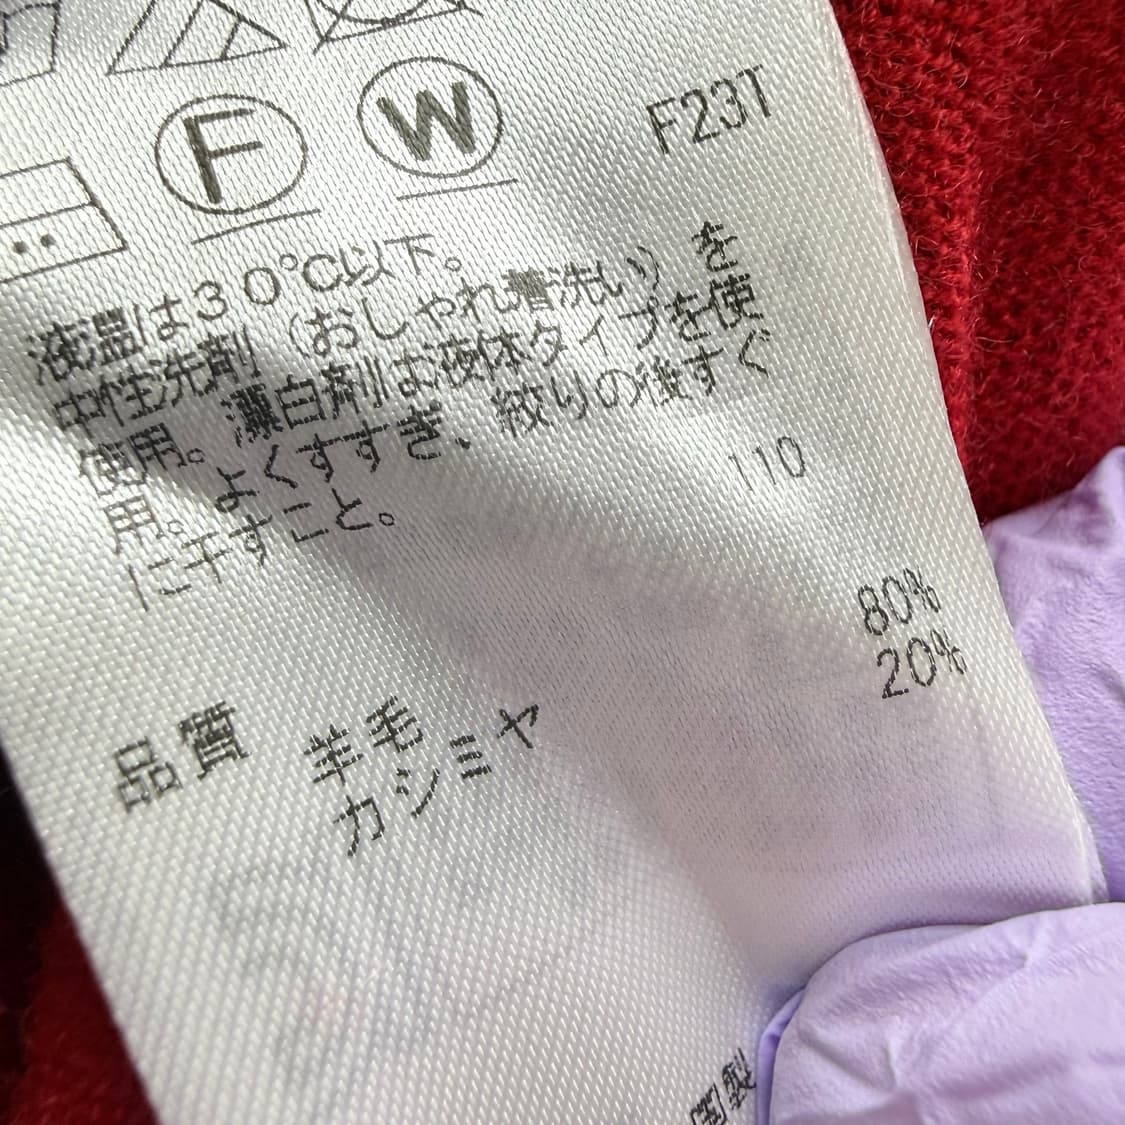 F W F23T
液温は30℃以下。
中性洗剤（おしゃれ着洗い）を
使用。漂白剤は液体タイプを使
用。よくすすぎ、絞りの後すぐ
に干すこと。
110
品質 羊毛 80%
カシミヤ 20%
国製